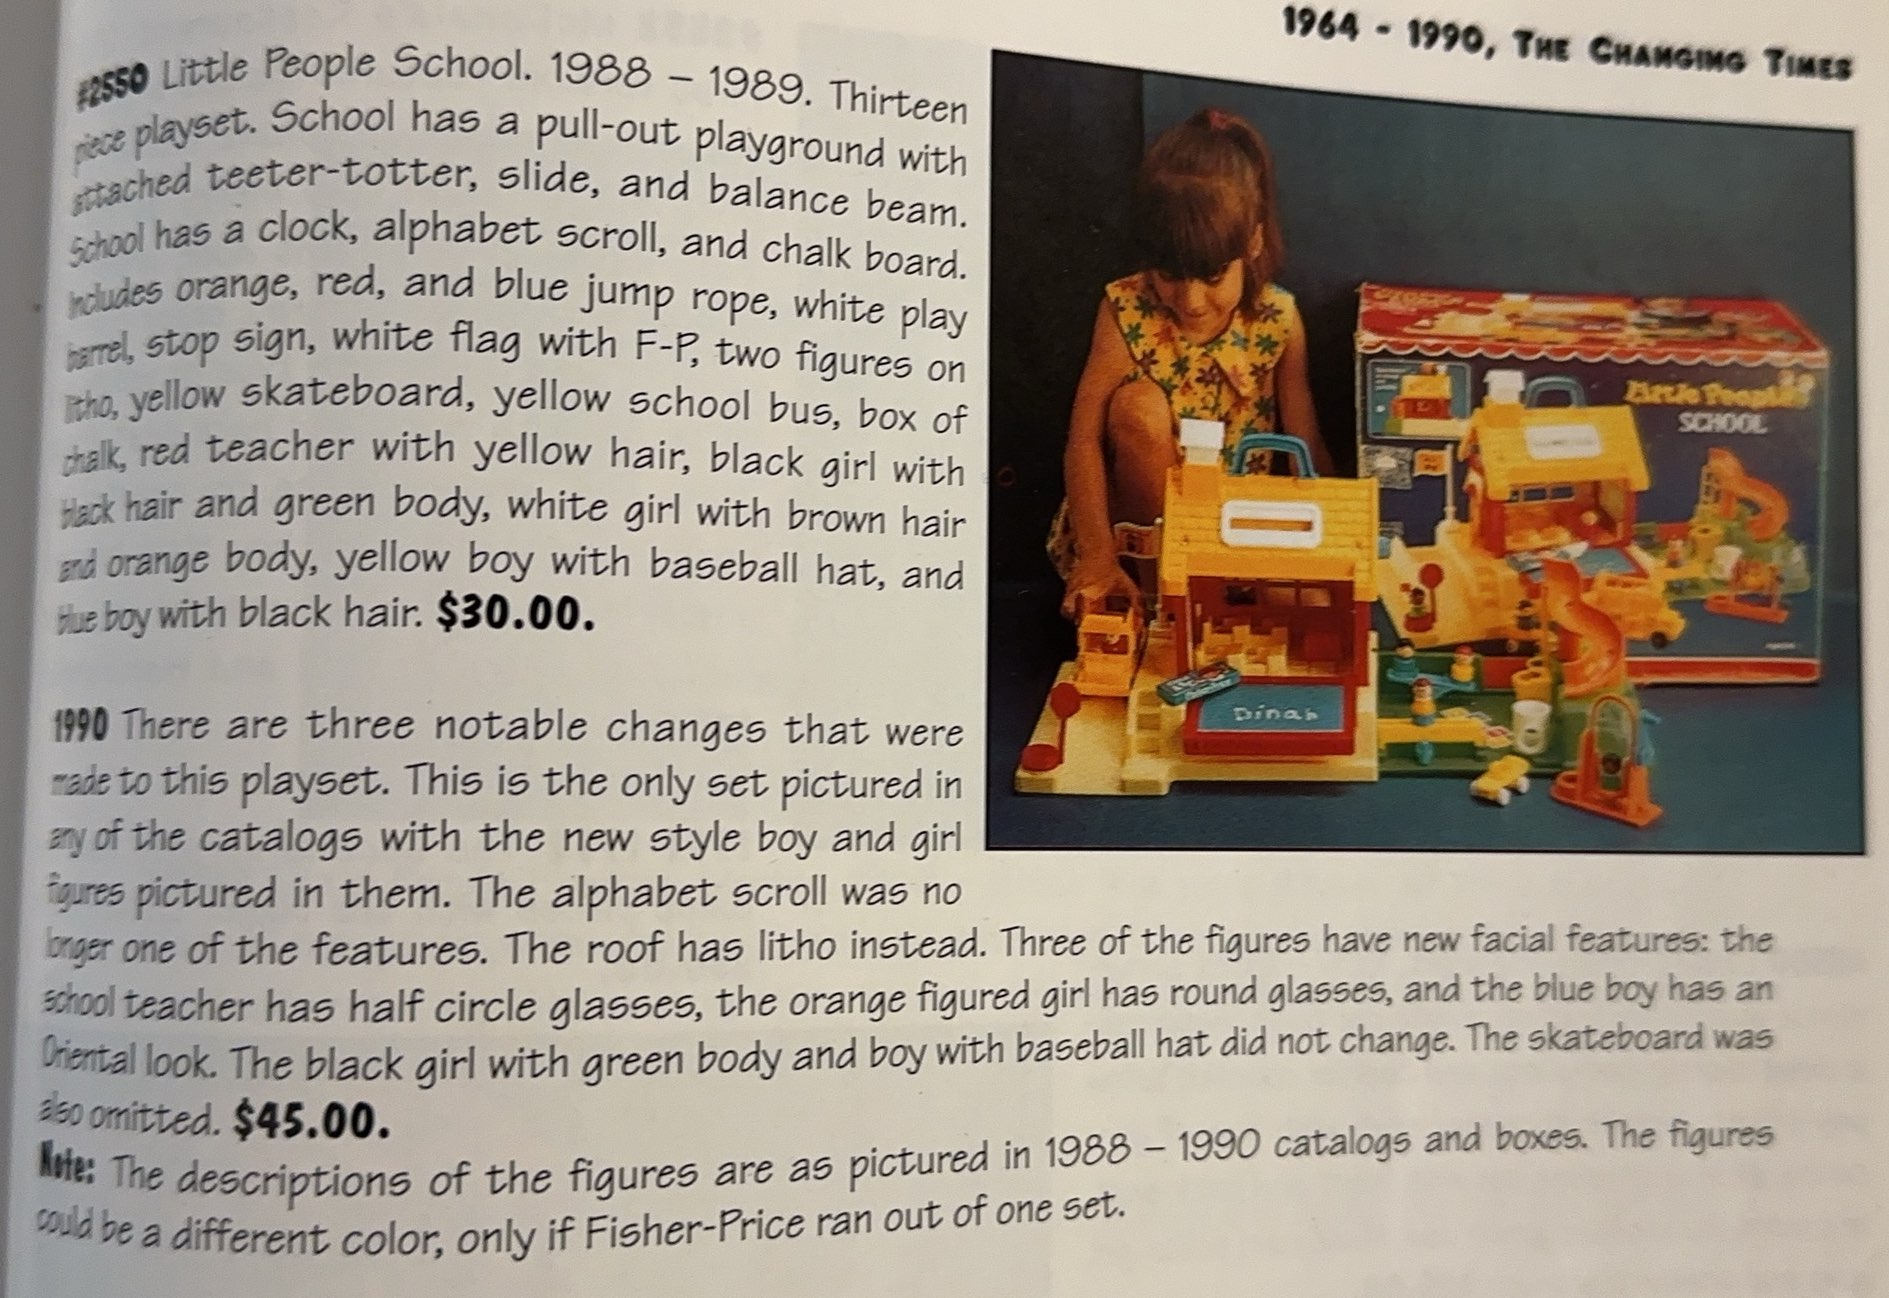 1964 - 1990, THE CHANGING TIMES
#2550 Little People School. 1988 – 1989. Thirteen
piece playset. School has a pull-out playground with
attached teeter-totter, slide, and balance beam.
School has a clock, alphabet scroll, and chalk board.
Includes orange, red, and blue jump rope, white play
barrel, stop sign, white flag with F-P, two figures on
litho, yellow skateboard, yellow school bus, box of
chalk, red teacher with yellow hair, black girl with
black hair and green body, white girl with brown hair
and orange body, yellow boy with baseball hat, and
blue boy with black hair. $30.00.
Little People
SCHOOL
Dinah
1990 There are three notable changes that were
made to this playset. This is the only set pictured in
any of the catalogs with the new style boy and girl
figures pictured in them. The alphabet scroll was no
longer one of the features. The roof has litho instead. Three of the figures have new facial features: the
school teacher has half circle glasses, the orange figured girl has round glasses, and the blue boy has an
Oriental look. The black girl with green body and boy with baseball hat did not change. The skateboard was
also omitted. $45.00.
Note: The descriptions of the figures are as pictured in 1988 – 1990 catalogs and boxes. The figures
could be a different color, only if Fisher-Price ran out of one set.